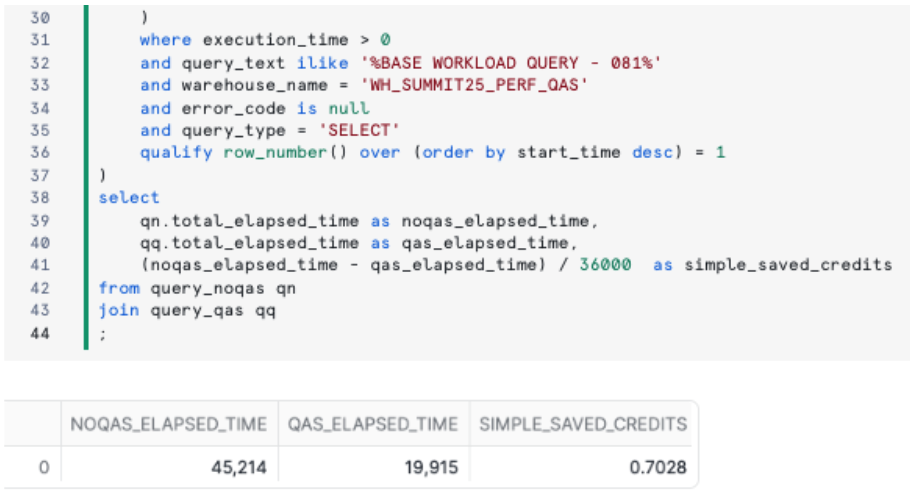 30 )
31 where execution_time > 0
32 and query_text ilike '%BASE WORKLOAD QUERY - 081%'
33 and warehouse_name = 'WH_SUMMIT25_PERF_QAS'
34 and error_code is null
35 and query_type = 'SELECT'
36 qualify row_number() over (order by start_time desc) = 1
37 )
38 select
39 qn.total_elapsed_time as noqas_elapsed_time,
40 qq.total_elapsed_time as qas_elapsed_time,
41 (noqas_elapsed_time - qas_elapsed_time) / 36000  as simple_saved_credits
42 from query_noqas qn
43 join query_qas qq
44 ;
NOQAS_ELAPSED_TIME QAS_ELAPSED_TIME SIMPLE_SAVED_CREDITS
0 45,214 19,915 0.7028